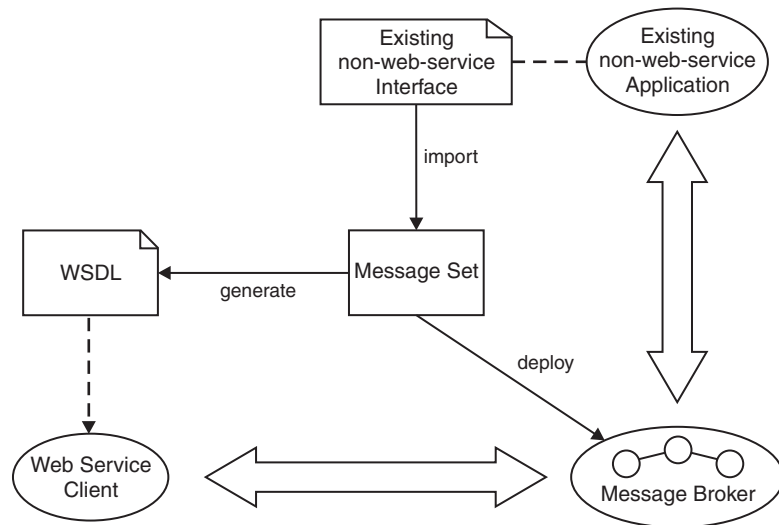 Existing
non-web-service
Interface
Existing
non-web-service
Application
import
WSDL
generate
Message Set
deploy
Web Service
Client
Message Broker